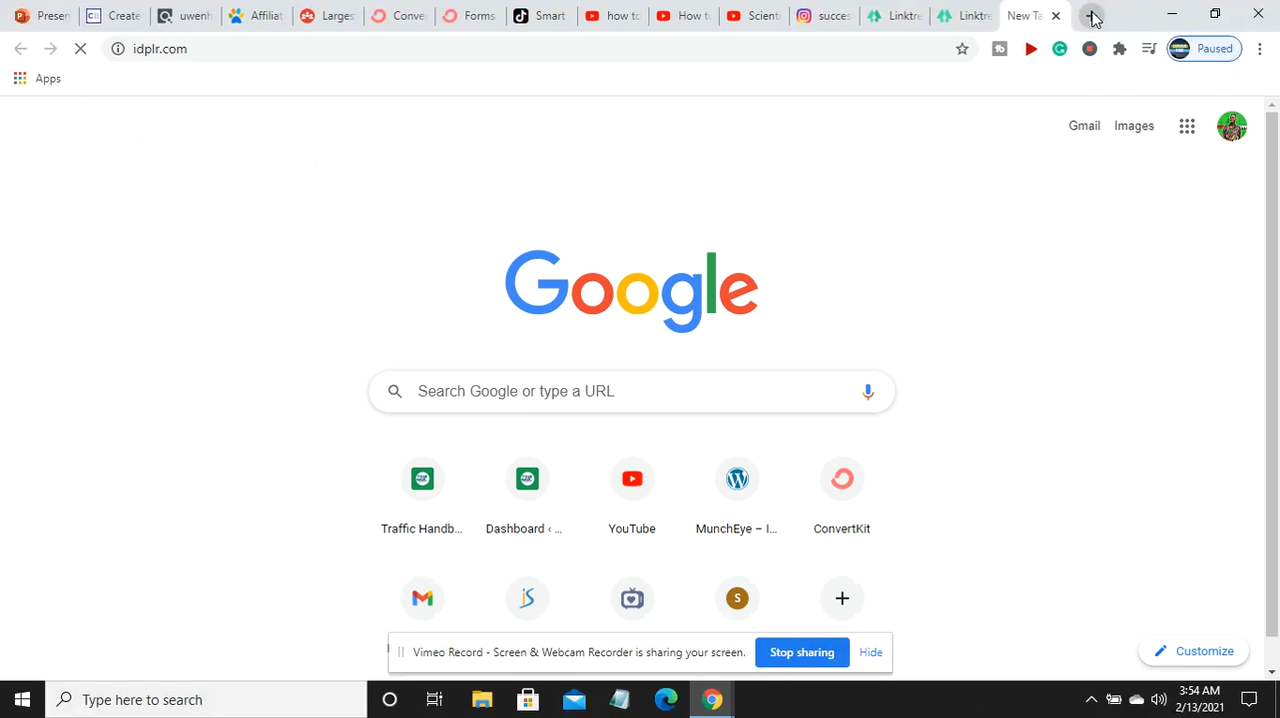 Presen
Create
uwenh
Affiliat
Larges
Conve
Forms
Smart
how to
How t
Scient
succes
Linktre
Linktre
New Ta
idplr.com
Paused
Apps
Gmail
Images
Google
Search Google or type a URL
Traffic Handb...
Dashboard ‹ ...
YouTube
MunchEye – I...
ConvertKit
Vimeo Record - Screen & Webcam Recorder is sharing your screen.
Stop sharing
Hide
Customize
Type here to search
3:54 AM
2/13/2021